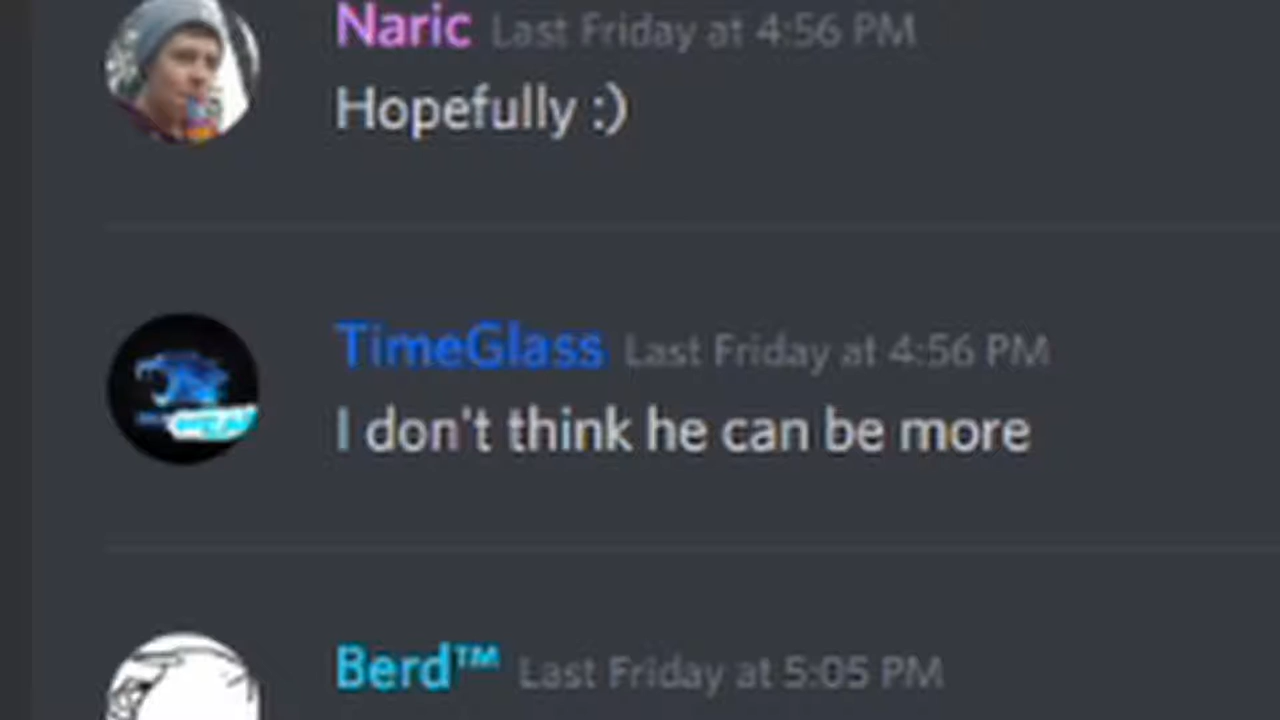 Naric Last Friday at 4:56 PM
Hopefully :)
TimeGlass Last Friday at 4:56 PM
I don't think he can be more
Berd™ Last Friday at 5:05 PM